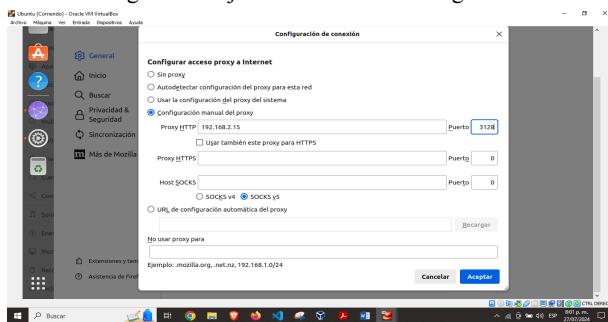 Ubuntu [Corriendo] - Oracle VM VirtualBox
Archivo Máquina Ver Entrada Dispositivos Ayuda
Configuración de conexión
General
Inicio
Buscar
Privacidad & Seguridad
Sincronización
Más de Mozilla
Extensiones y tem
Asistencia de Firef
Configurar acceso proxy a Internet
Sin proxy
Autodetectar configuración del proxy para esta red
Usar la configuración del proxy del sistema
Configuración manual del proxy
Proxy HTTP 192.168.2.15 Puerto 3128
Usar también este proxy para HTTPS
Proxy HTTPS Puerto 0
Host SOCKS Puerto 0
SOCKS v4 SOCKS v5
URL de configuración automática del proxy
Recargar
No usar proxy para
Ejemplo: .mozilla.org, .net.nz, 192.168.1.0/24
Cancelar Aceptar
CTRL DEREC
Buscar
ESP
8:01 p. m.
27/07/2024